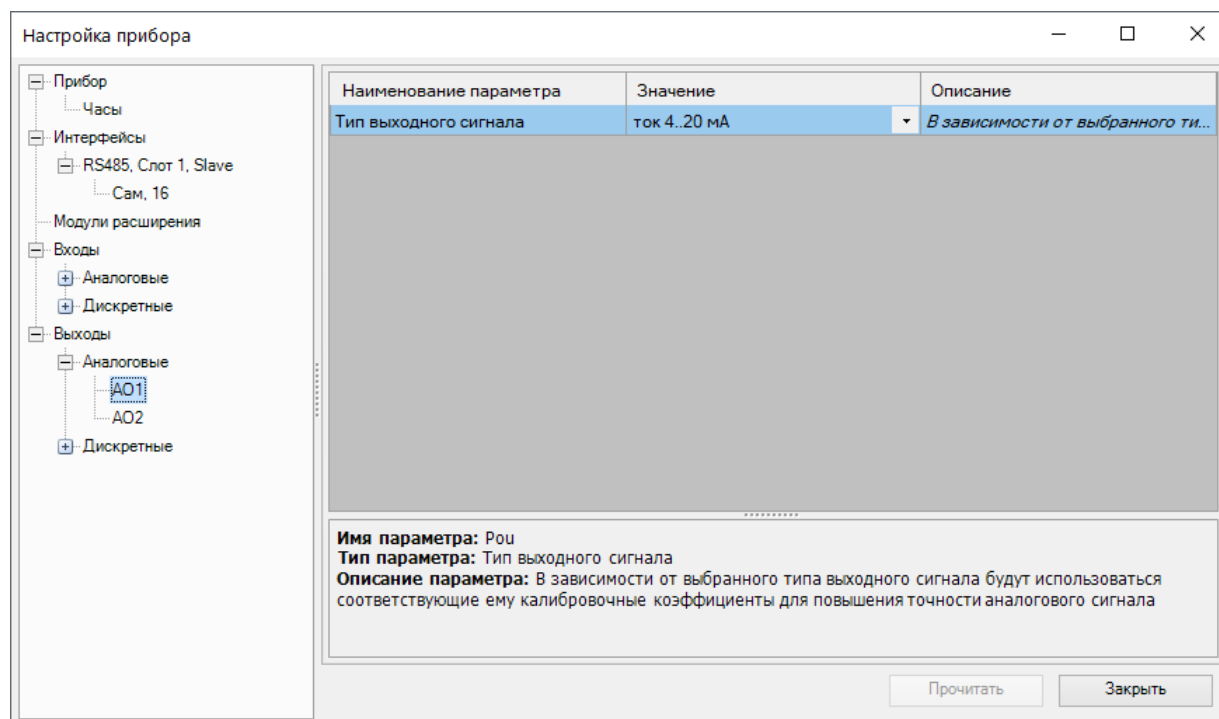 Настройка прибора
Прибор
Часы
Интерфейсы
RS485, Слот 1, Slave
Сам, 16
Модули расширения
Входы
Аналоговые
Дискретные
Выходы
Аналоговые
AO1
AO2
Дискретные
Наименование параметра Значение Описание
Тип выходного сигнала ток 4..20 мА В зависимости от выбранного ти...
Имя параметра: Pou
Тип параметра: Тип выходного сигнала
Описание параметра: В зависимости от выбранного типа выходного сигнала будут использоваться
соответствующие ему калибровочные коэффициенты для повышения точности аналогового сигнала
Прочитать Закрыть